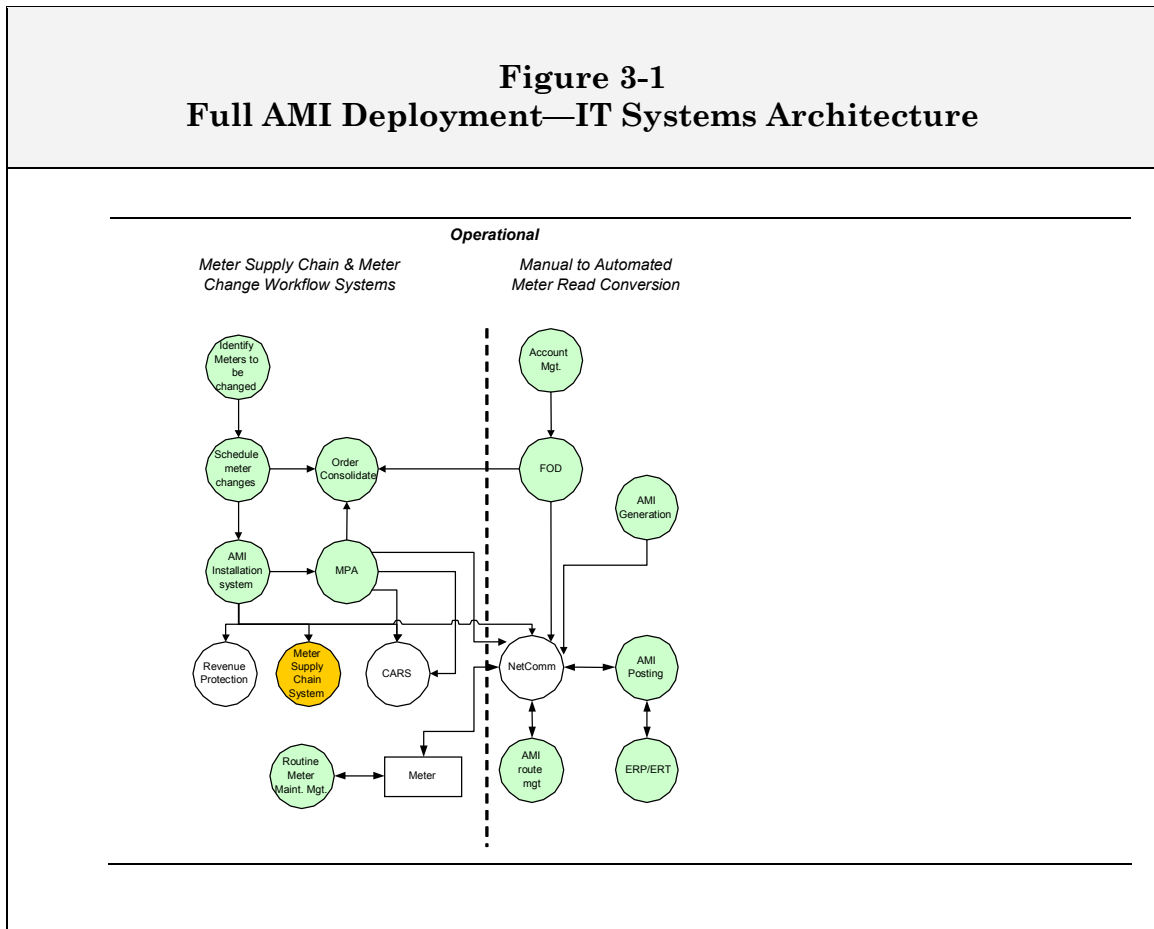 Figure 3-1
Full AMI Deployment—IT Systems Architecture
Operational
Meter Supply Chain & Meter
Change Workflow Systems
Manual to Automated
Meter Read Conversion
Identify
Meters to
be
changed
Account
Mgt.
Schedule
meter
changes
Order
Consolidate
FOD
AMI
Generation
AMI
Installation
system
MPA
Revenue
Protection
Meter
Supply
Chain
System
CARS
NetComm
AMI
Posting
Routine
Meter
Maint. Mgt.
Meter
AMI
route
mgt
ERP/ERT